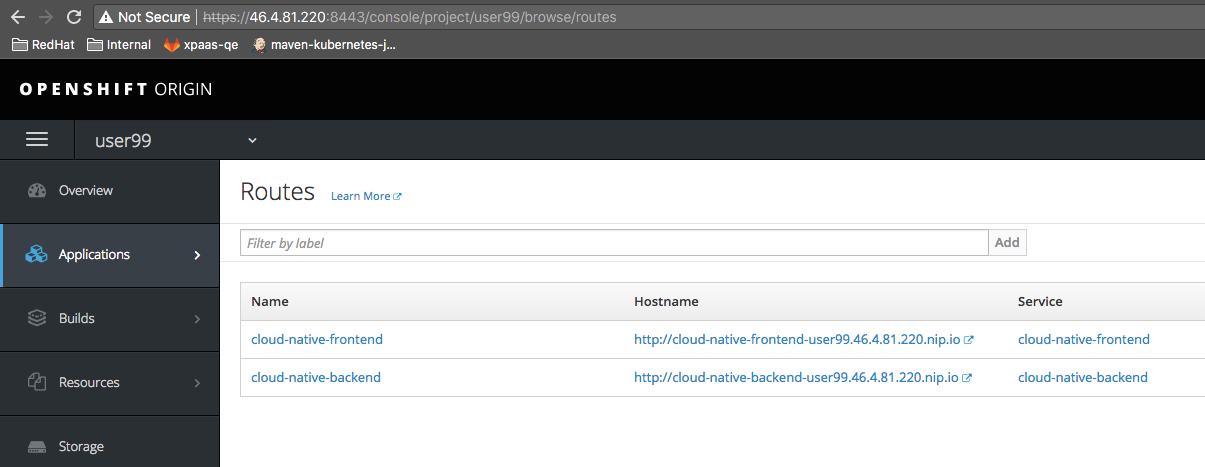 Not Secure https://46.4.81.220:8443/console/project/user99/browse/routes
RedHat Internal xpaas-qe maven-kubernetes-j...
OPENSHIFT ORIGIN
user99
Overview
Applications
Builds
Resources
Storage
Routes Learn More
Filter by label Add
Name Hostname Service
cloud-native-frontend http://cloud-native-frontend-user99.46.4.81.220.nip.io cloud-native-frontend
cloud-native-backend http://cloud-native-backend-user99.46.4.81.220.nip.io cloud-native-backend